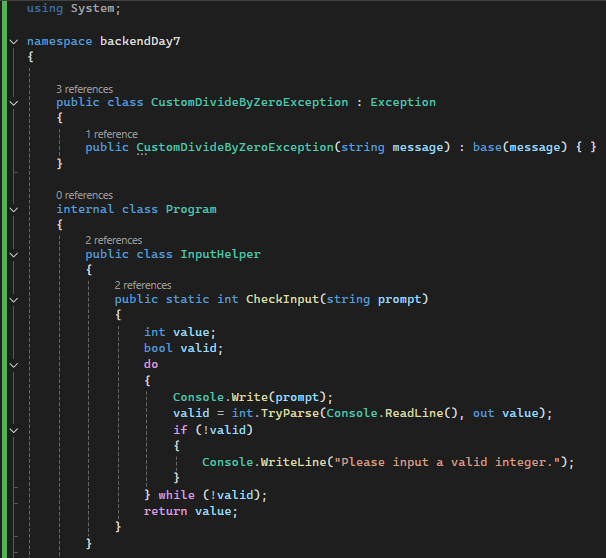 using System;
namespace backendDay7
{
3 references
public class CustomDivideByZeroException : Exception
{
1 reference
public CustomDivideByZeroException(string message) : base(message) { }
}
0 references
internal class Program
{
2 references
public class InputHelper
{
2 references
public static int CheckInput(string prompt)
{
int value;
bool valid;
do
{
Console.Write(prompt);
valid = int.TryParse(Console.ReadLine(), out value);
if (!valid)
{
Console.WriteLine("Please input a valid integer.");
}
} while (!valid);
return value;
}
}